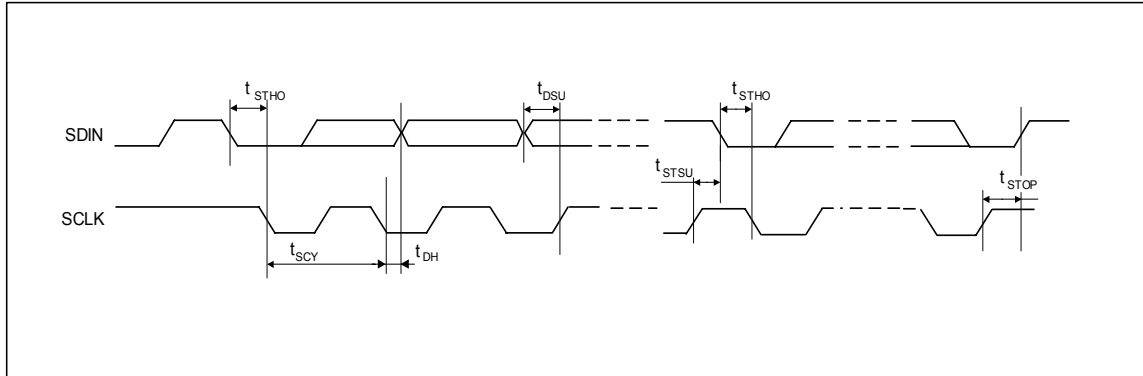 t STHO
t DSU
t STHO
SDIN
t STSU
t STOP
SCLK
t SCY
t DH